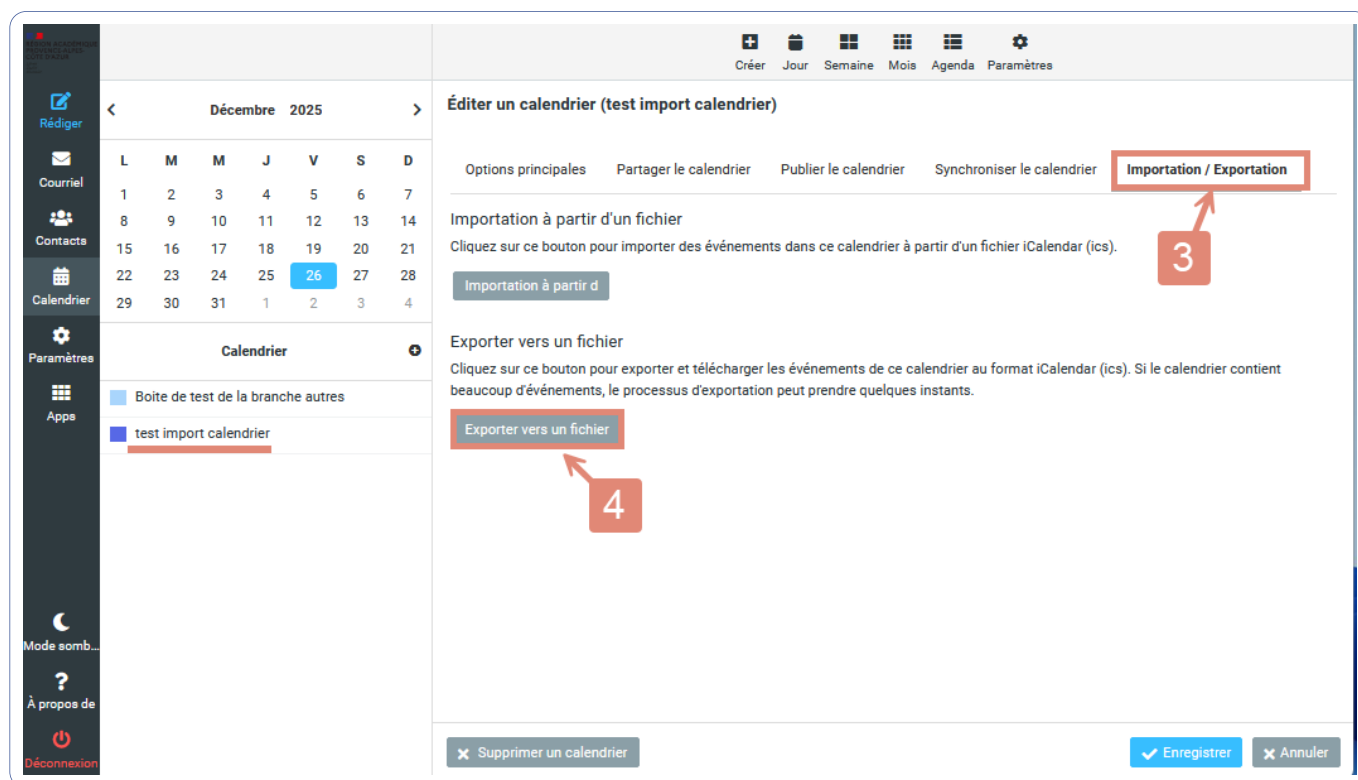 RÉGION ACADÉMIQUE
PROVENCE-ALPES-
CÔTE D'AZUR
Créer Jour Semaine Mois Agenda Paramètres
Rédiger
Courriel
Contacts
Calendrier
Paramètres
Apps
Mode somb...
À propos de
Déconnexion
Décembre 2025
L M M J V S D
1 2 3 4 5 6 7
8 9 10 11 12 13 14
15 16 17 18 19 20 21
22 23 24 25 26 27 28
29 30 31 1 2 3 4
Calendrier
Boite de test de la branche autres
test import calendrier
Éditer un calendrier (test import calendrier)
Options principales Partager le calendrier Publier le calendrier Synchroniser le calendrier Importation / Exportation
3
Importation à partir d'un fichier
Cliquez sur ce bouton pour importer des événements dans ce calendrier à partir d'un fichier iCalendar (ics).
Importation à partir d
Exporter vers un fichier
Cliquez sur ce bouton pour exporter et télécharger les événements de ce calendrier au format iCalendar (ics). Si le calendrier contient
beaucoup d'événements, le processus d'exportation peut prendre quelques instants.
Exporter vers un fichier
4
Supprimer un calendrier
Enregistrer Annuler